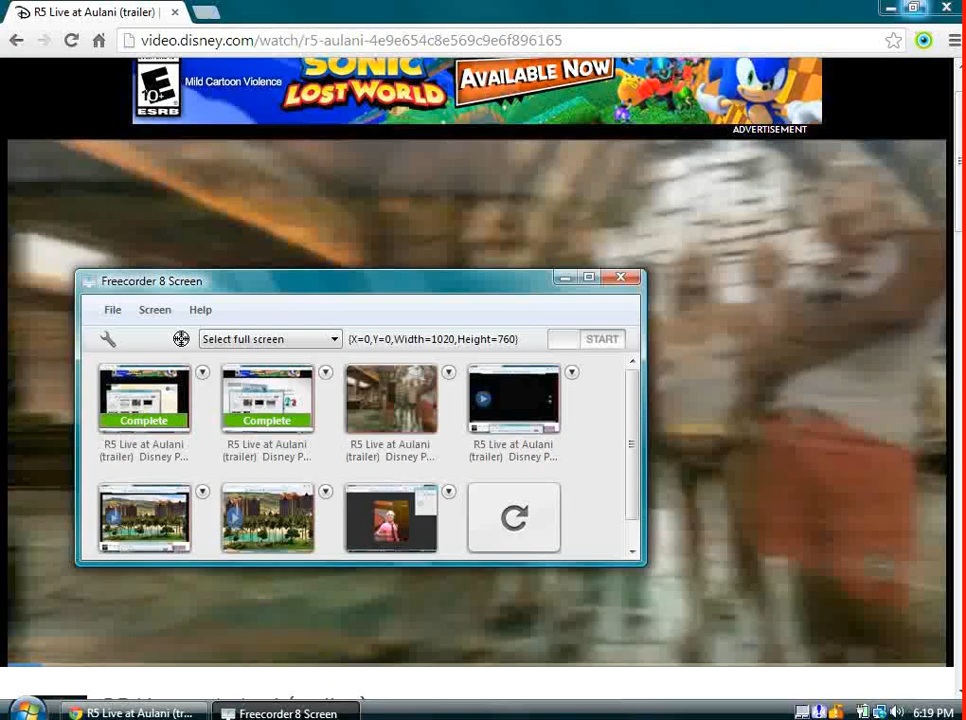 R5 Live at Aulani (trailer) |
video.disney.com/watch/r5-aulani-4e9e654c8e569c9e6f896165
E
10+
ESRB
Mild Cartoon Violence
SONIC
LOST WORLD
AVAILABLE NOW
ADVERTISEMENT
Freecorder 8 Screen
File Screen Help
Select full screen {X=0,Y=0,Width=1020,Height=760} START
Complete Complete
R5 Live at Aulani R5 Live at Aulani R5 Live at Aulani R5 Live at Aulani
(trailer) Disney P... (trailer) Disney P... (trailer) Disney P... (trailer) Disney P...
R5 Live at Aulani (tr... Freecorder 8 Screen 6:19 PM